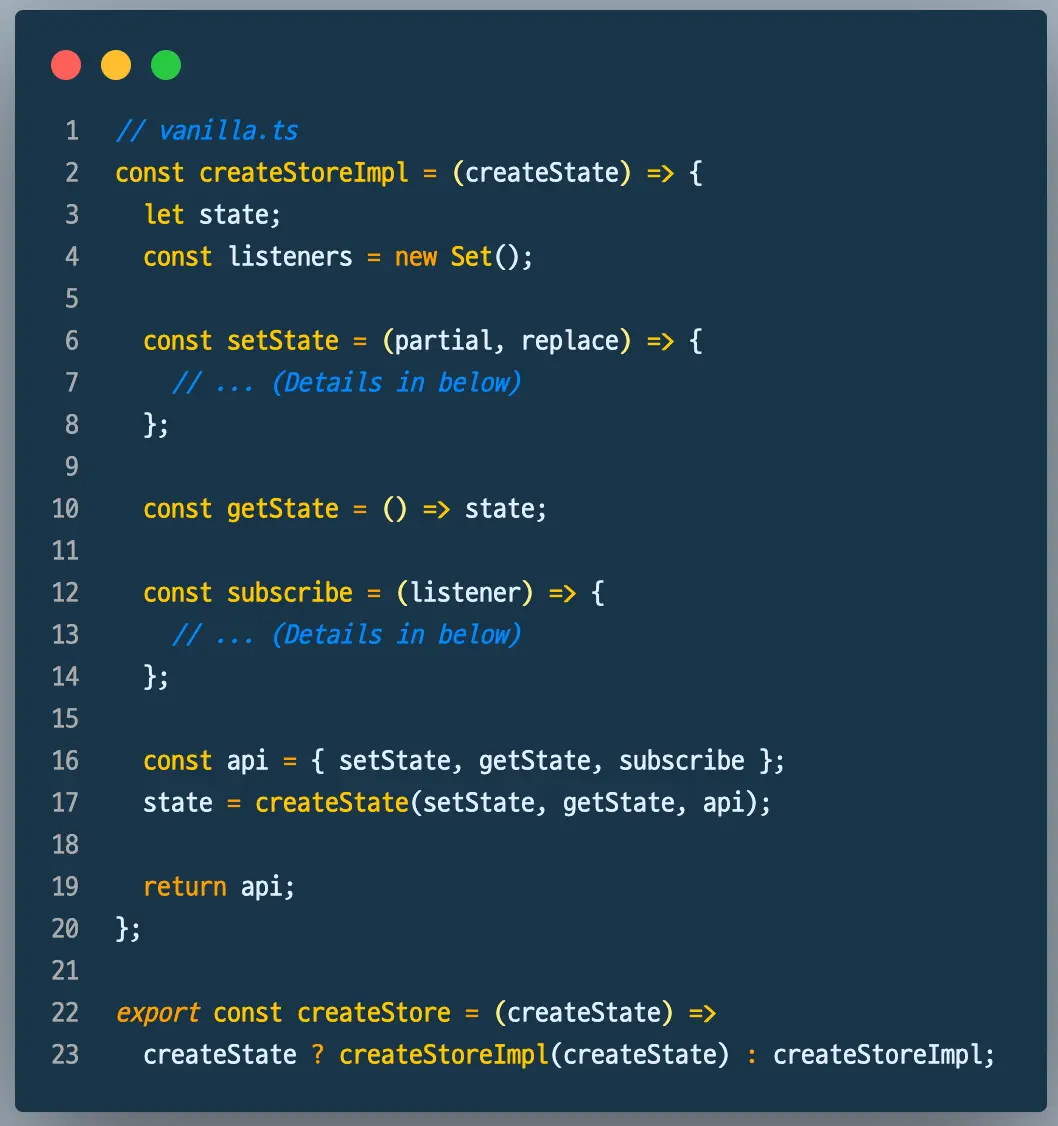 1 // vanilla.ts
2 const createStoreImpl = (createState) => {
3   let state;
4   const listeners = new Set();
5
6   const setState = (partial, replace) => {
7     // ... (Details in below)
8   };
9
10   const getState = () => state;
11
12   const subscribe = (listener) => {
13     // ... (Details in below)
14   };
15
16   const api = { setState, getState, subscribe };
17   state = createState(setState, getState, api);
18
19   return api;
20 };
21
22 export const createStore = (createState) =>
23   createState ? createStoreImpl(createState) : createStoreImpl;